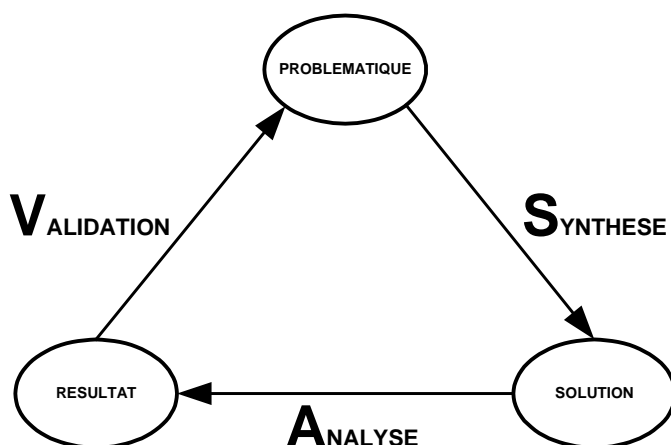 PROBLEMATIQUE
VALIDATION
SYNTHESE
RESULTAT
SOLUTION
ANALYSE